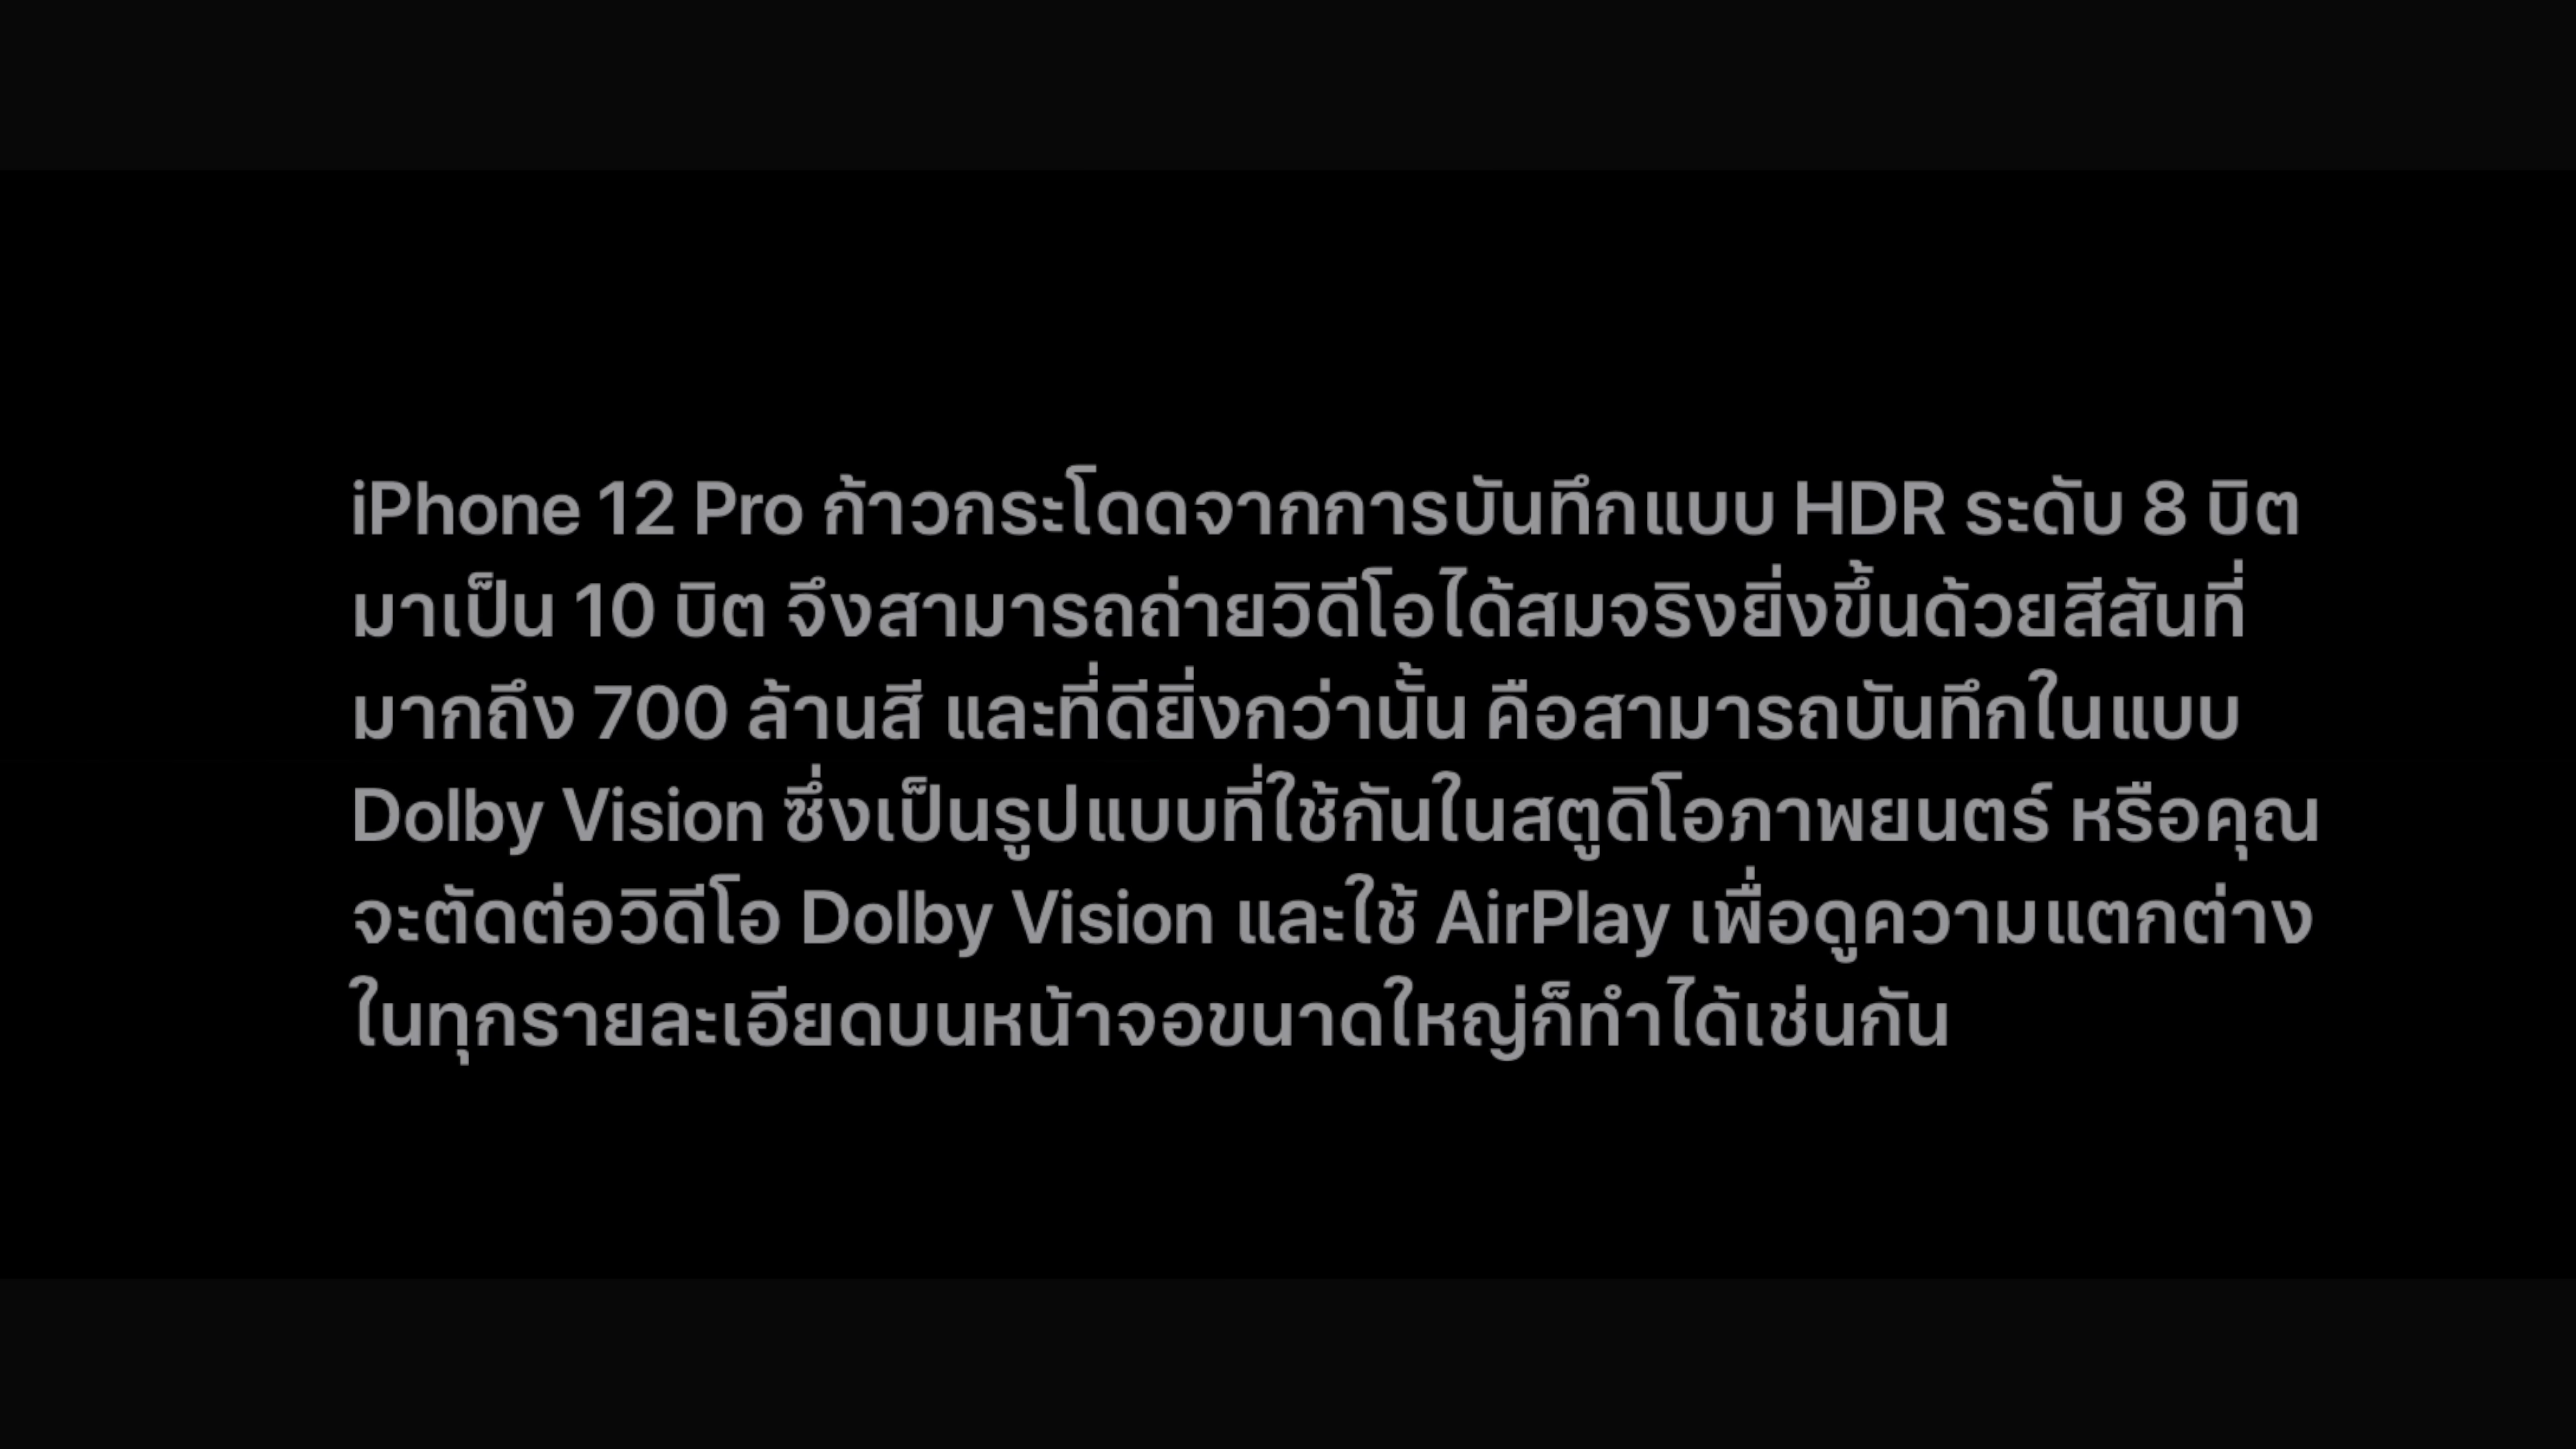 iPhone 12 Pro ก้าวกระโดดจากการบันทึกแบบ HDR ระดับ 8 บิต
มาเป็น 10 บิต จึงสามารถถ่ายวิดีโอได้สมจริงยิ่งขึ้นด้วยสีสันที่
มากถึง 700 ล้านสี และที่ดียิ่งกว่านั้น คือสามารถบันทึกในแบบ
Dolby Vision ซึ่งเป็นรูปแบบที่ใช้กันในสตูดิโอภาพยนตร์ หรือคุณ
จะตัดต่อวิดีโอ Dolby Vision และใช้ AirPlay เพื่อดูความแตกต่าง
ในทุกรายละเอียดบนหน้าจอขนาดใหญ่ก็ทำได้เช่นกัน